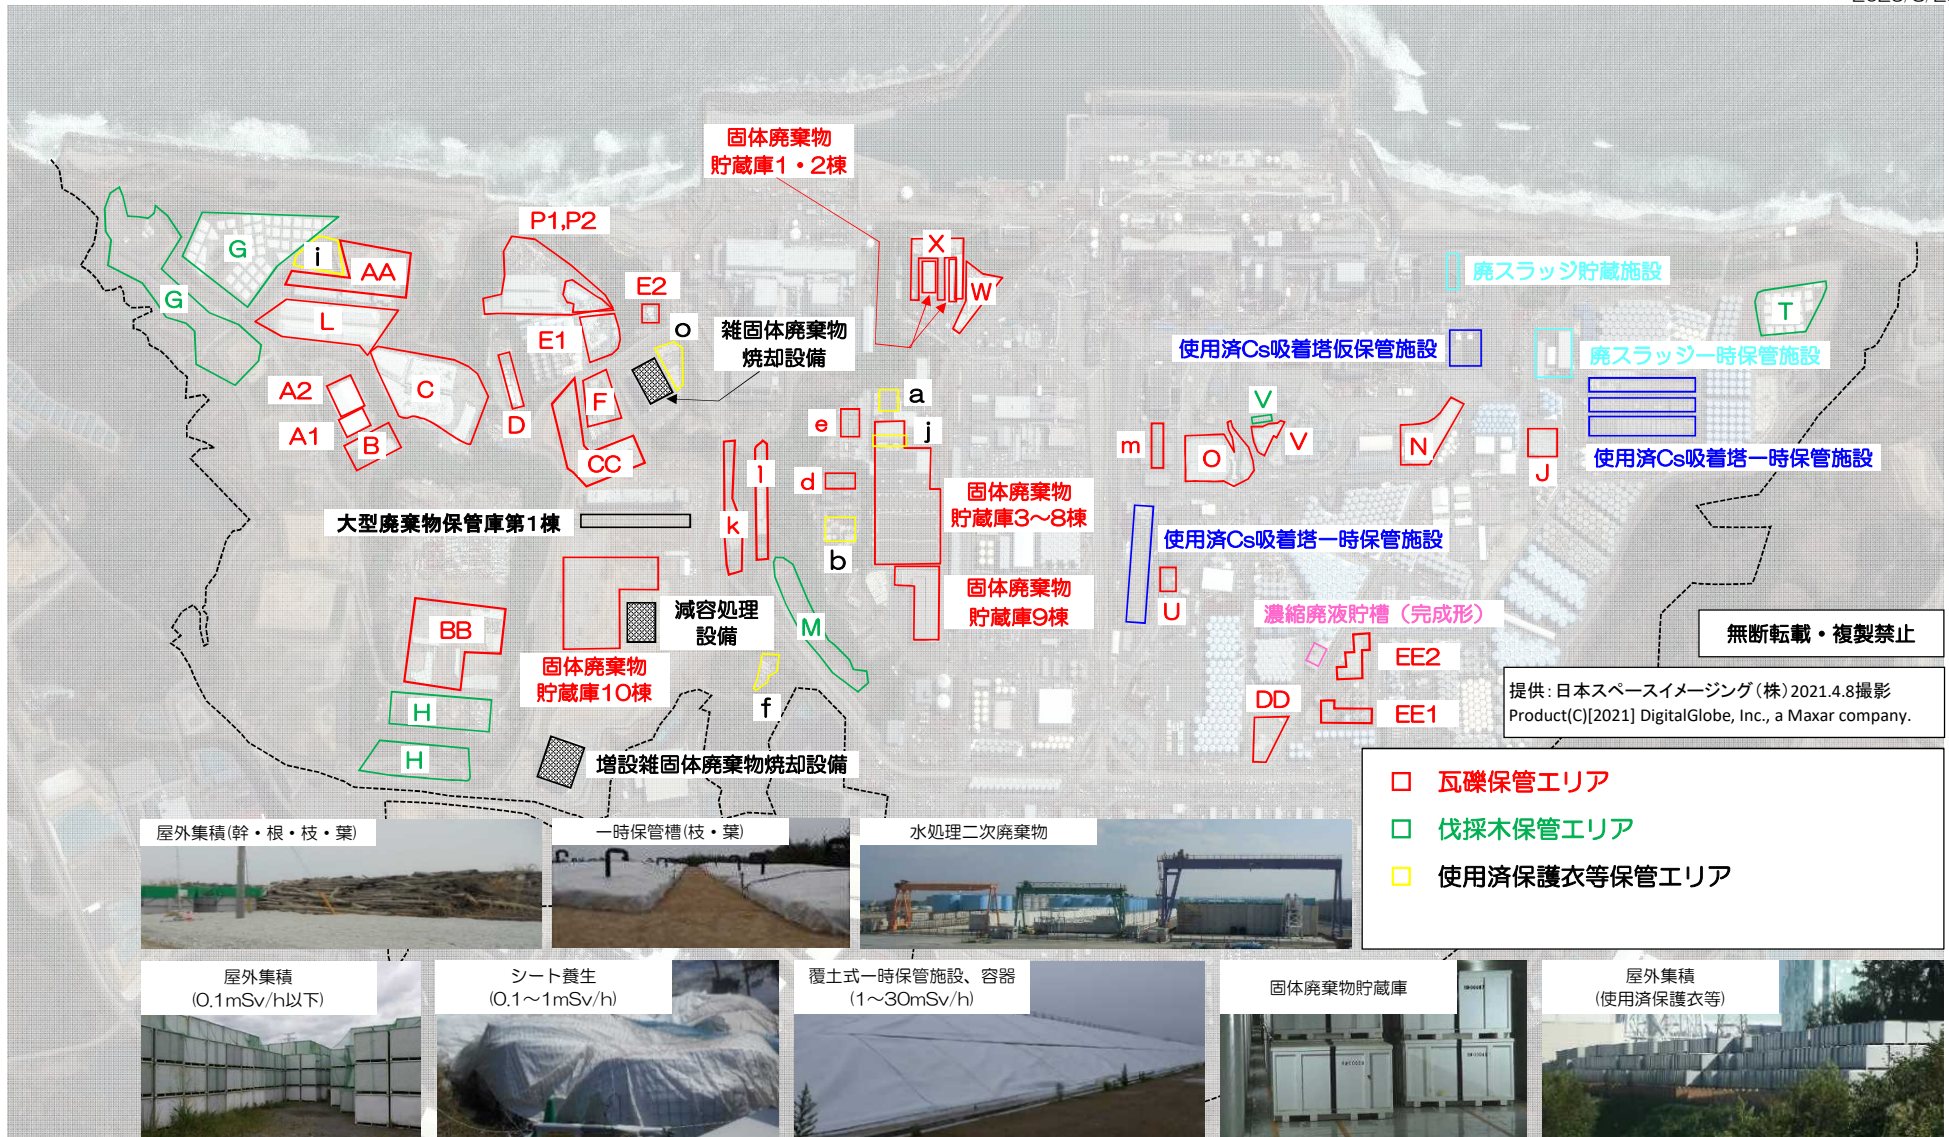 固体廃棄物
貯蔵庫1・2棟
P1,P2
X
W
G
i
AA
G
L
E2
E1
o
雑固体廃棄物
焼却設備
廃スラッジ貯蔵施設
T
使用済Cs吸着塔仮保管施設
廃スラッジ一時保管施設
A2
C
A1
B
D
F
CC
a
e
j
d
b
k
l
m
O
V
V
N
J
使用済Cs吸着塔一時保管施設
大型廃棄物保管庫第1棟
固体廃棄物
貯蔵庫3～8棟
使用済Cs吸着塔一時保管施設
U
固体廃棄物
貯蔵庫9棟
BB
減容処理
設備
M
固体廃棄物
貯蔵庫10棟
f
濃縮廃液貯槽（完成形）
EE2
DD
EE1
H
H
増設雑固体廃棄物焼却設備
無断転載・複製禁止
提供：日本スペースイメージング（株）2021.4.8撮影
Product(C)[2021] DigitalGlobe, Inc., a Maxar company.
瓦礫保管エリア
伐採木保管エリア
使用済保護衣等保管エリア
屋外集積(幹・根・枝・葉)
一時保管槽(枝・葉)
水処理二次廃棄物
屋外集積
(0.1mSv/h以下)
シート養生
(0.1～1mSv/h)
覆土式一時保管施設、容器
(1～30mSv/h)
固体廃棄物貯蔵庫
屋外集積
(使用済保護衣等)